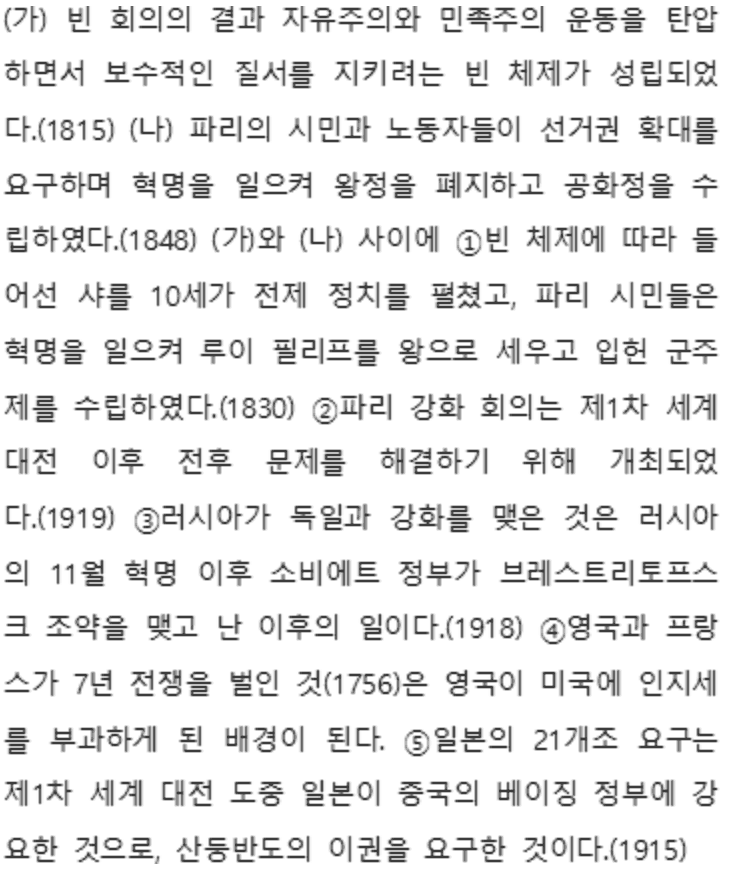 (가) 빈 회의의 결과 자유주의와 민족주의 운동을 탄압
하면서 보수적인 질서를 지키려는 빈 체제가 성립되었
다.(1815) (나) 파리의 시민과 노동자들이 선거권 확대를
요구하며 혁명을 일으켜 왕정을 폐지하고 공화정을 수
립하였다.(1848) (가)와 (나) 사이에 ①빈 체제에 따라 들
어선 샤를 10세가 전제 정치를 펼쳤고, 파리 시민들은
혁명을 일으켜 루이 필리프를 왕으로 세우고 입헌 군주
제를 수립하였다.(1830) ②파리 강화 회의는 제1차 세계
대전 이후 전후 문제를 해결하기 위해 개최되었
다.(1919) ③러시아가 독일과 강화를 맺은 것은 러시아
의 11월 혁명 이후 소비에트 정부가 브레스트리토프스
크 조약을 맺고 난 이후의 일이다.(1918) ④영국과 프랑
스가 7년 전쟁을 벌인 것(1756)은 영국이 미국에 인지세
를 부과하게 된 배경이 된다. ⑤일본의 21개조 요구는
제1차 세계 대전 도중 일본이 중국의 베이징 정부에 강
요한 것으로, 산둥반도의 이권을 요구한 것이다.(1915)